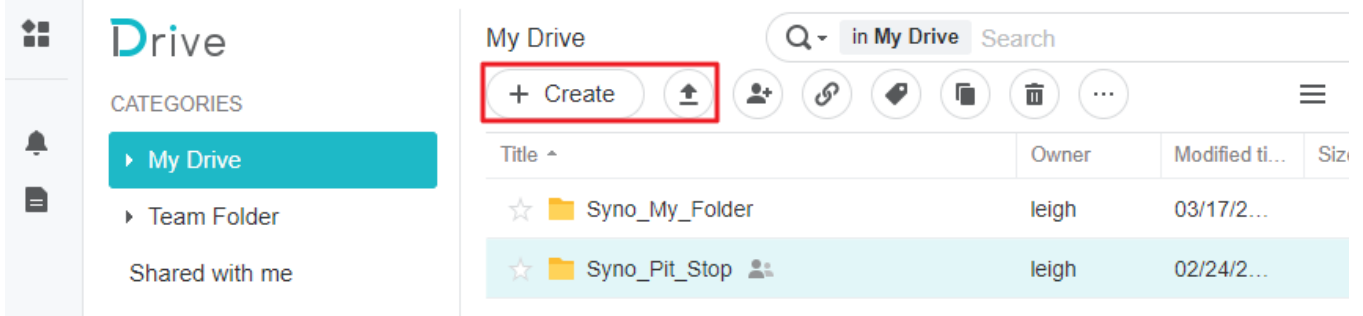 Drive
CATEGORIES
My Drive
Team Folder
Shared with me
My Drive
in My Drive Search
+ Create
...
Title Owner Modified ti... Size
Syno_My_Folder leigh 03/17/2...
Syno_Pit_Stop leigh 02/24/2...